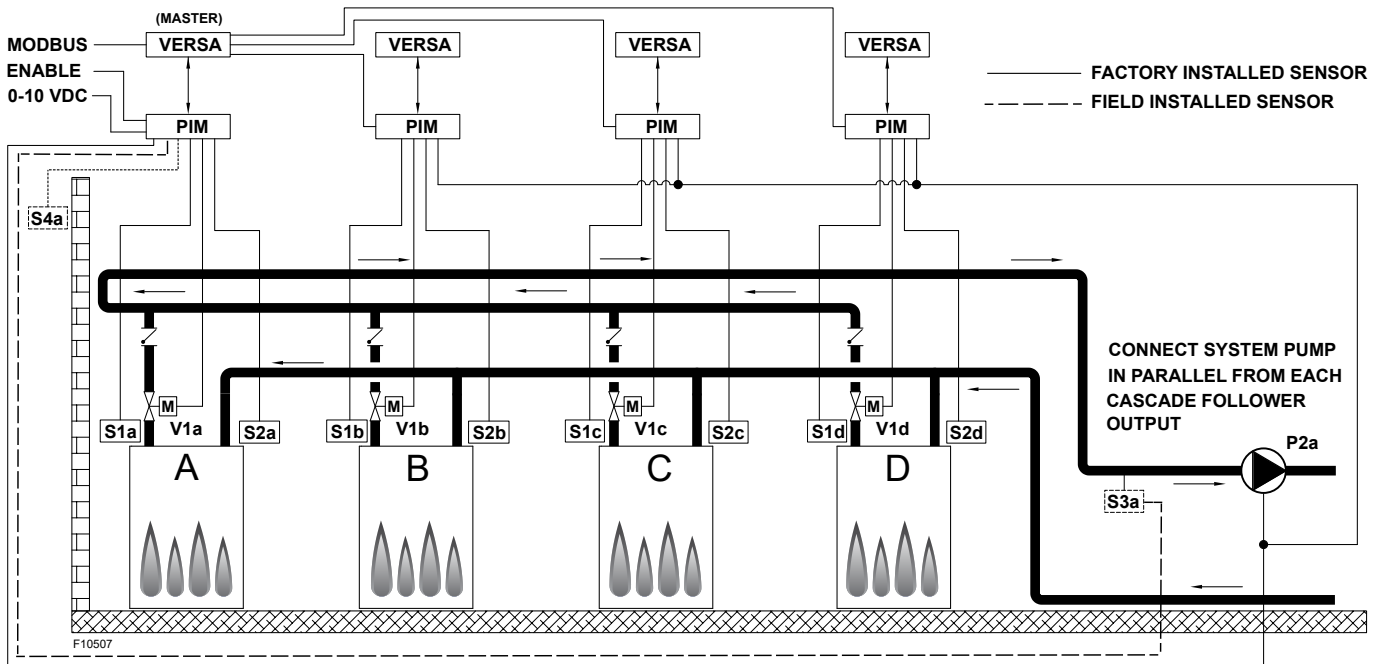 (MASTER)
MODBUS
VERSA
VERSA
VERSA
VERSA
ENABLE
0-10 VDC
FACTORY INSTALLED SENSOR
FIELD INSTALLED SENSOR
PIM
PIM
PIM
PIM
S4a
CONNECT SYSTEM PUMP
IN PARALLEL FROM EACH
CASCADE FOLLOWER
OUTPUT
M
M
M
M
S1a
V1a
S2a
S1b
V1b
S2b
S1c
V1c
S2c
S1d
V1d
S2d
P2a
A
B
C
D
S3a
F10507